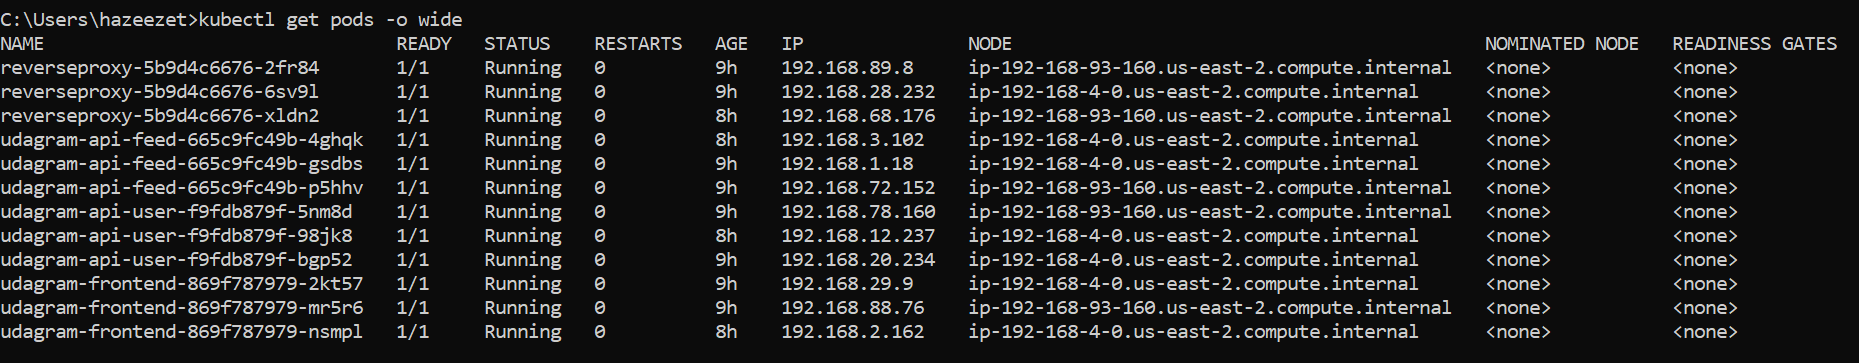 C:\Users\hazeezet>kubectl get pods -o wide
NAME READY STATUS RESTARTS AGE IP NODE NOMINATED NODE READINESS GATES
reverseproxy-5b9d4c6676-2fr84 1/1 Running 0 9h 192.168.89.8 ip-192-168-93-160.us-east-2.compute.internal <none> <none>
reverseproxy-5b9d4c6676-6sv9l 1/1 Running 0 9h 192.168.28.232 ip-192-168-4-0.us-east-2.compute.internal <none> <none>
reverseproxy-5b9d4c6676-xldn2 1/1 Running 0 8h 192.168.68.176 ip-192-168-93-160.us-east-2.compute.internal <none> <none>
udagram-api-feed-665c9fc49b-4ghqk 1/1 Running 0 8h 192.168.3.102 ip-192-168-4-0.us-east-2.compute.internal <none> <none>
udagram-api-feed-665c9fc49b-gsdbs 1/1 Running 0 9h 192.168.1.18 ip-192-168-4-0.us-east-2.compute.internal <none> <none>
udagram-api-feed-665c9fc49b-p5hhv 1/1 Running 0 9h 192.168.72.152 ip-192-168-93-160.us-east-2.compute.internal <none> <none>
udagram-api-user-f9fdb879f-5nm8d 1/1 Running 0 9h 192.168.78.160 ip-192-168-93-160.us-east-2.compute.internal <none> <none>
udagram-api-user-f9fdb879f-98jk8 1/1 Running 0 8h 192.168.12.237 ip-192-168-4-0.us-east-2.compute.internal <none> <none>
udagram-api-user-f9fdb879f-bgp52 1/1 Running 0 9h 192.168.20.234 ip-192-168-4-0.us-east-2.compute.internal <none> <none>
udagram-frontend-869f787979-2kt57 1/1 Running 0 9h 192.168.29.9 ip-192-168-4-0.us-east-2.compute.internal <none> <none>
udagram-frontend-869f787979-mr5r6 1/1 Running 0 9h 192.168.88.76 ip-192-168-93-160.us-east-2.compute.internal <none> <none>
udagram-frontend-869f787979-nsmpl 1/1 Running 0 8h 192.168.2.162 ip-192-168-4-0.us-east-2.compute.internal <none> <none>